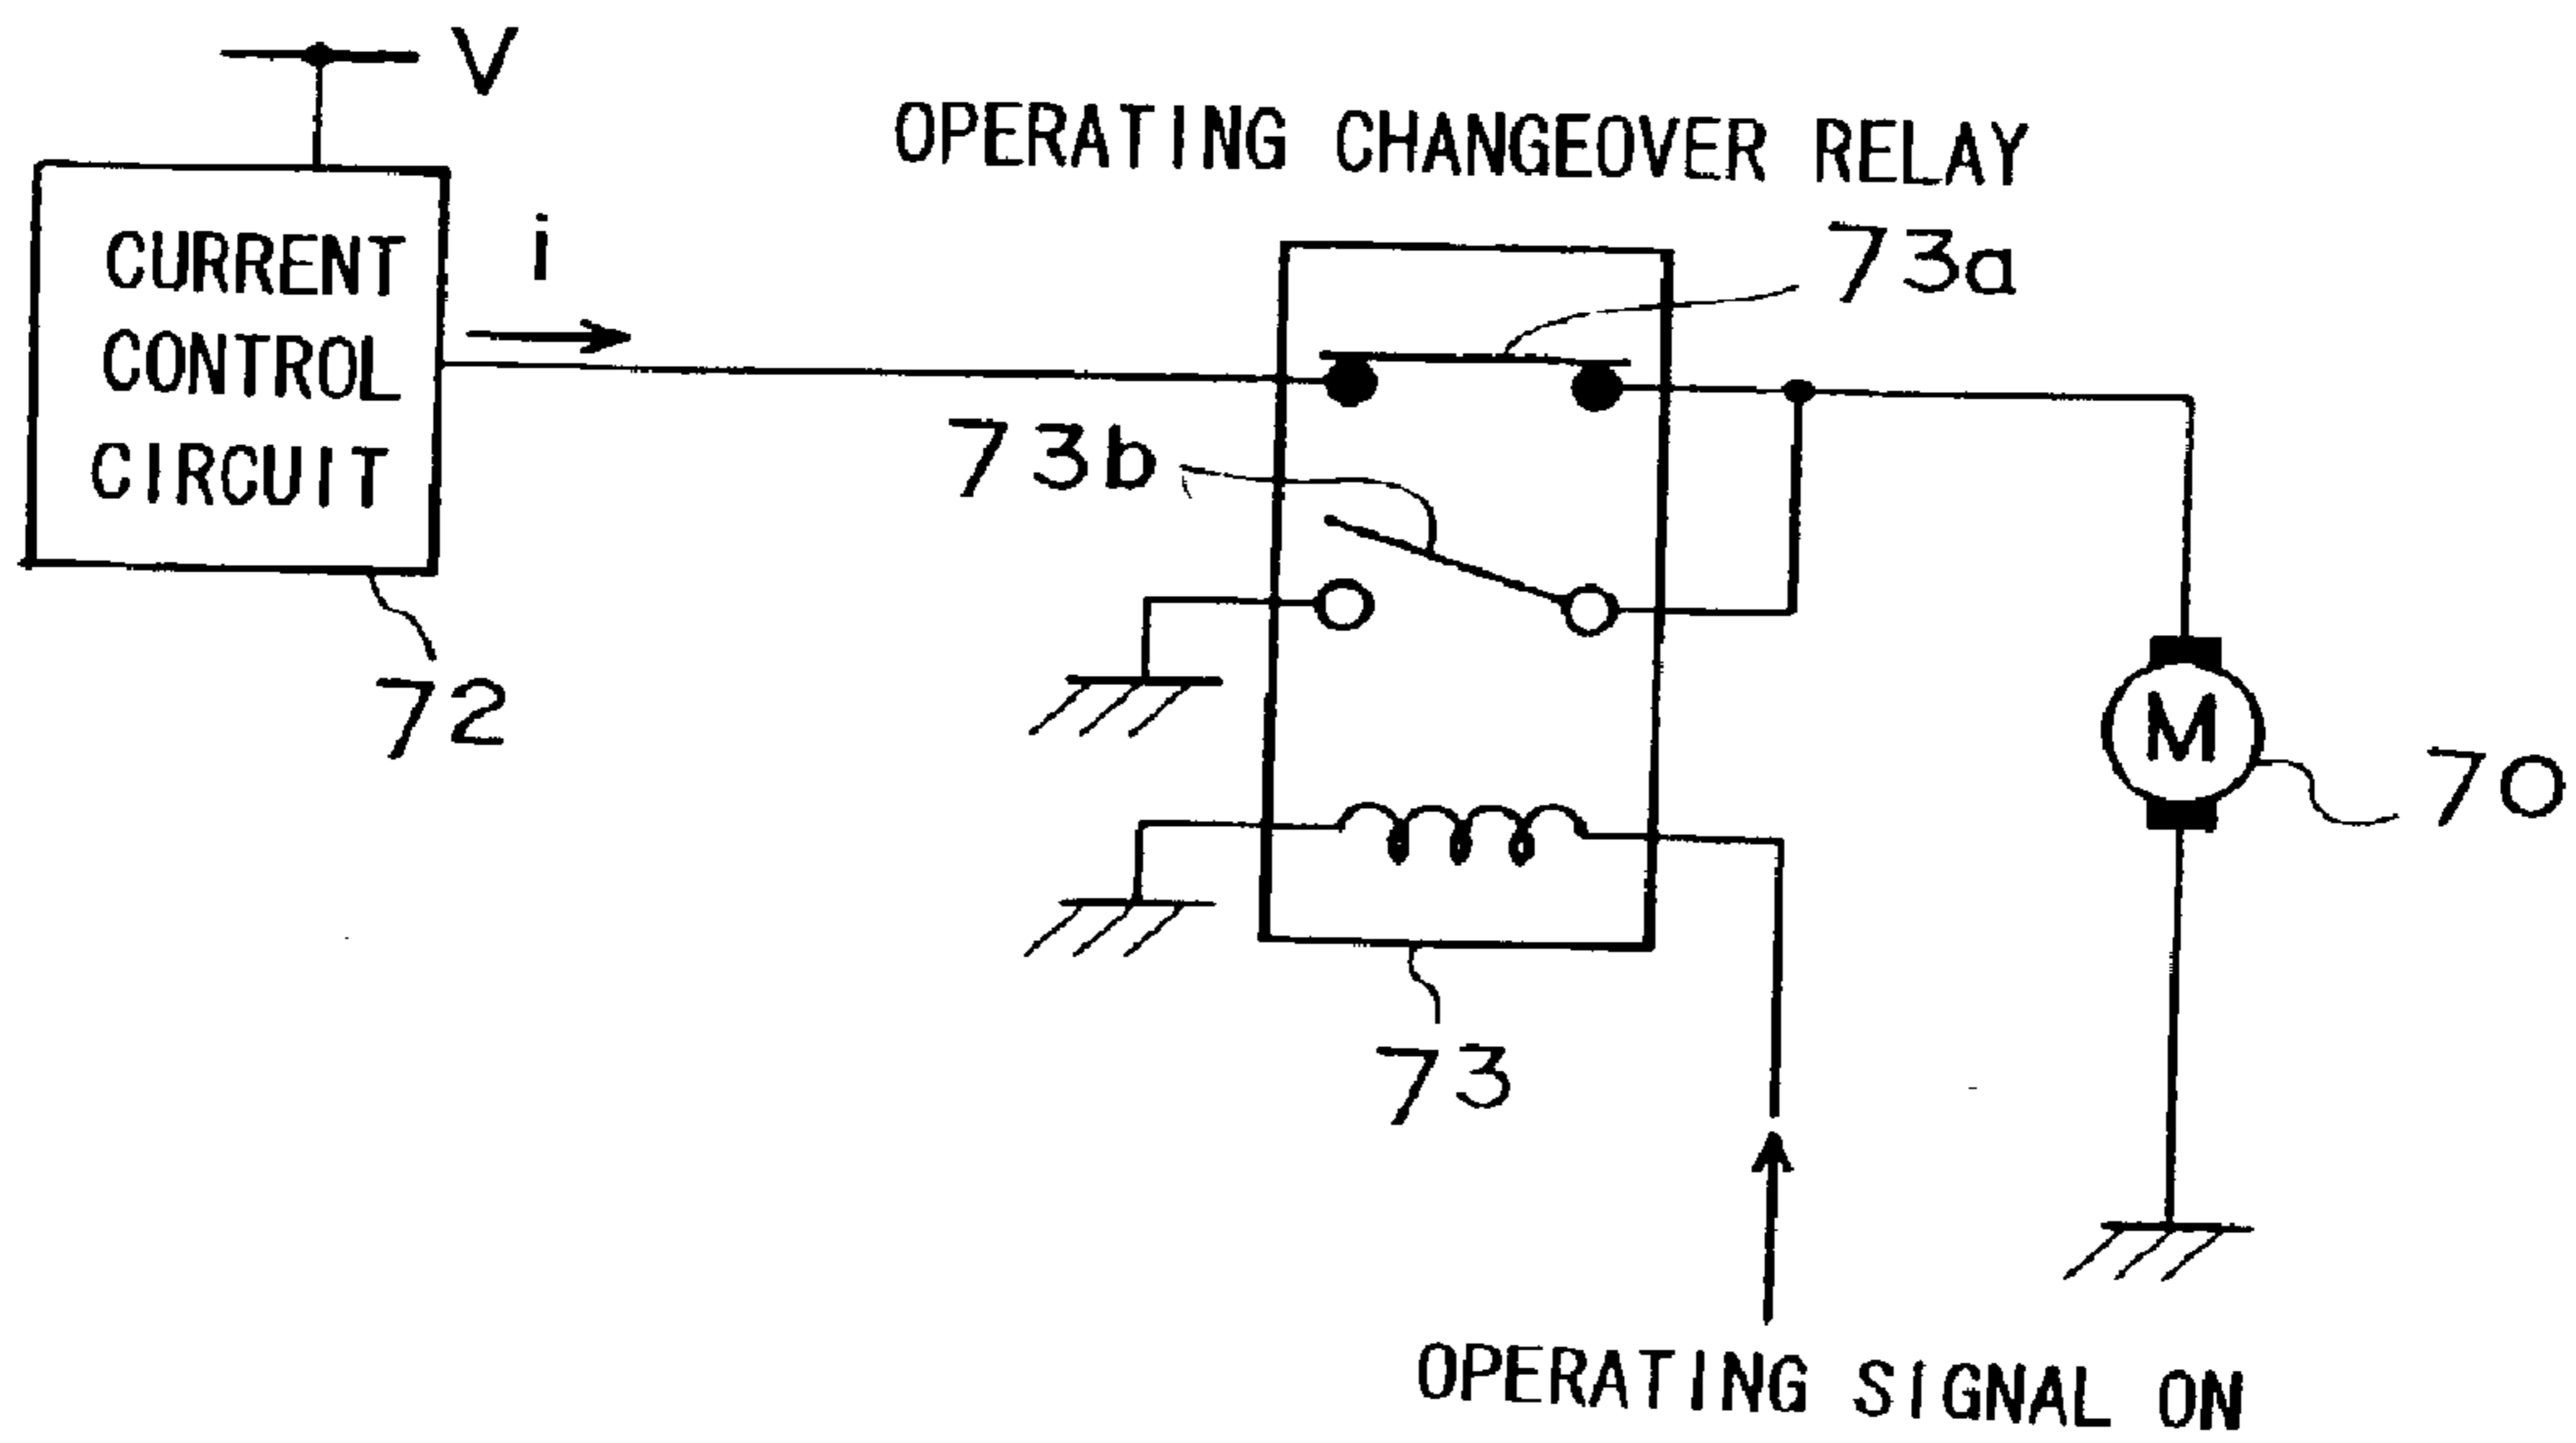 V
OPERATING CHANGEOVER RELAY
CURRENT
CONTROL
CIRCUIT
i
73a
73b
72
M
70
73
OPERATING SIGNAL ON